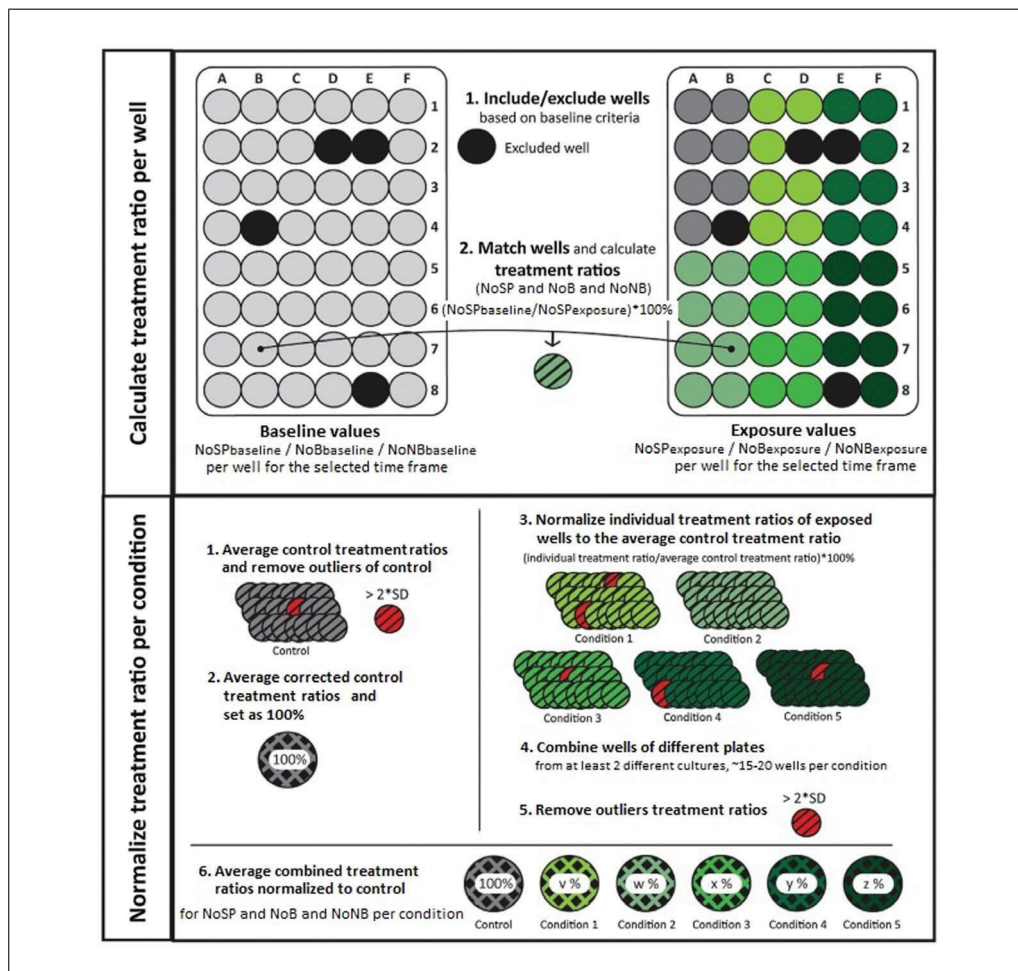 Calculate treatment ratio per well
A B C D E F
1
2
3
4
5
6
7
8
Baseline values
NoSPbaseline / NoBbaseline / NoNBbaseline
per well for the selected time frame
1. Include/exclude wells
based on baseline criteria
Excluded well
2. Match wells and calculate
treatment ratios
(NoSP and NoB and NoNB)
(NoSPbaseline/NoSPexposure)*100%
A B C D E F
1
2
3
4
5
6
7
8
Exposure values
NoSPexposure / NoBexposure / NoNBexposure
per well for the selected time frame
Normalize treatment ratio per condition
1. Average control treatment ratios
and remove outliers of control
> 2*SD
Control
2. Average corrected control
treatment ratios and
set as 100%
100%
3. Normalize individual treatment ratios of exposed
wells to the average control treatment ratio
(individual treatment ratio/average control treatment ratio)*100%
Condition 1 Condition 2
Condition 3 Condition 4 Condition 5
4. Combine wells of different plates
from at least 2 different cultures, ~15-20 wells per condition
5. Remove outliers treatment ratios
> 2*SD
6. Average combined treatment
ratios normalized to control
for NoSP and NoB and NoNB per condition
100% v % w % x % y % z %
Control Condition 1 Condition 2 Condition 3 Condition 4 Condition 5